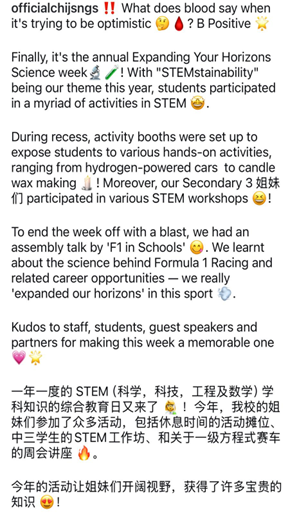 officialchijsngs ‼️ What does blood say when
it's trying to be optimistic 🤔🩸? B Positive 🌟
Finally, it's the annual Expanding Your Horizons
Science week🔬🧪! With "STEMstainability"
being our theme this year, students participated
in a myriad of activities in STEM 🤩.
During recess, activity booths were set up to
expose students to various hands-on activities,
ranging from hydrogen-powered cars to candle
wax making 🕯️! Moreover, our Secondary 3 姐妹
们 participated in various STEM workshops 😆!
To end the week off with a blast, we had an
assembly talk by 'F1 in Schools' 😋. We learnt
about the science behind Formula 1 Racing and
related career opportunities — we really
'expanded our horizons' in this sport 💨.
Kudos to staff, students, guest speakers and
partners for making this week a memorable one
💗🌟
一年一度的 STEM (科学，科技，工程及数学) 学
科知识的综合教育日又来了 🙋! 今年，我校的姐
妹们参加了众多活动，包括休息时间的活动摊位、
中三学生的STEM工作坊、和关于一级方程式赛车
的周会讲座 🔥。
今年的活动让姐妹们开阔视野，获得了许多宝贵的
知识 😍!